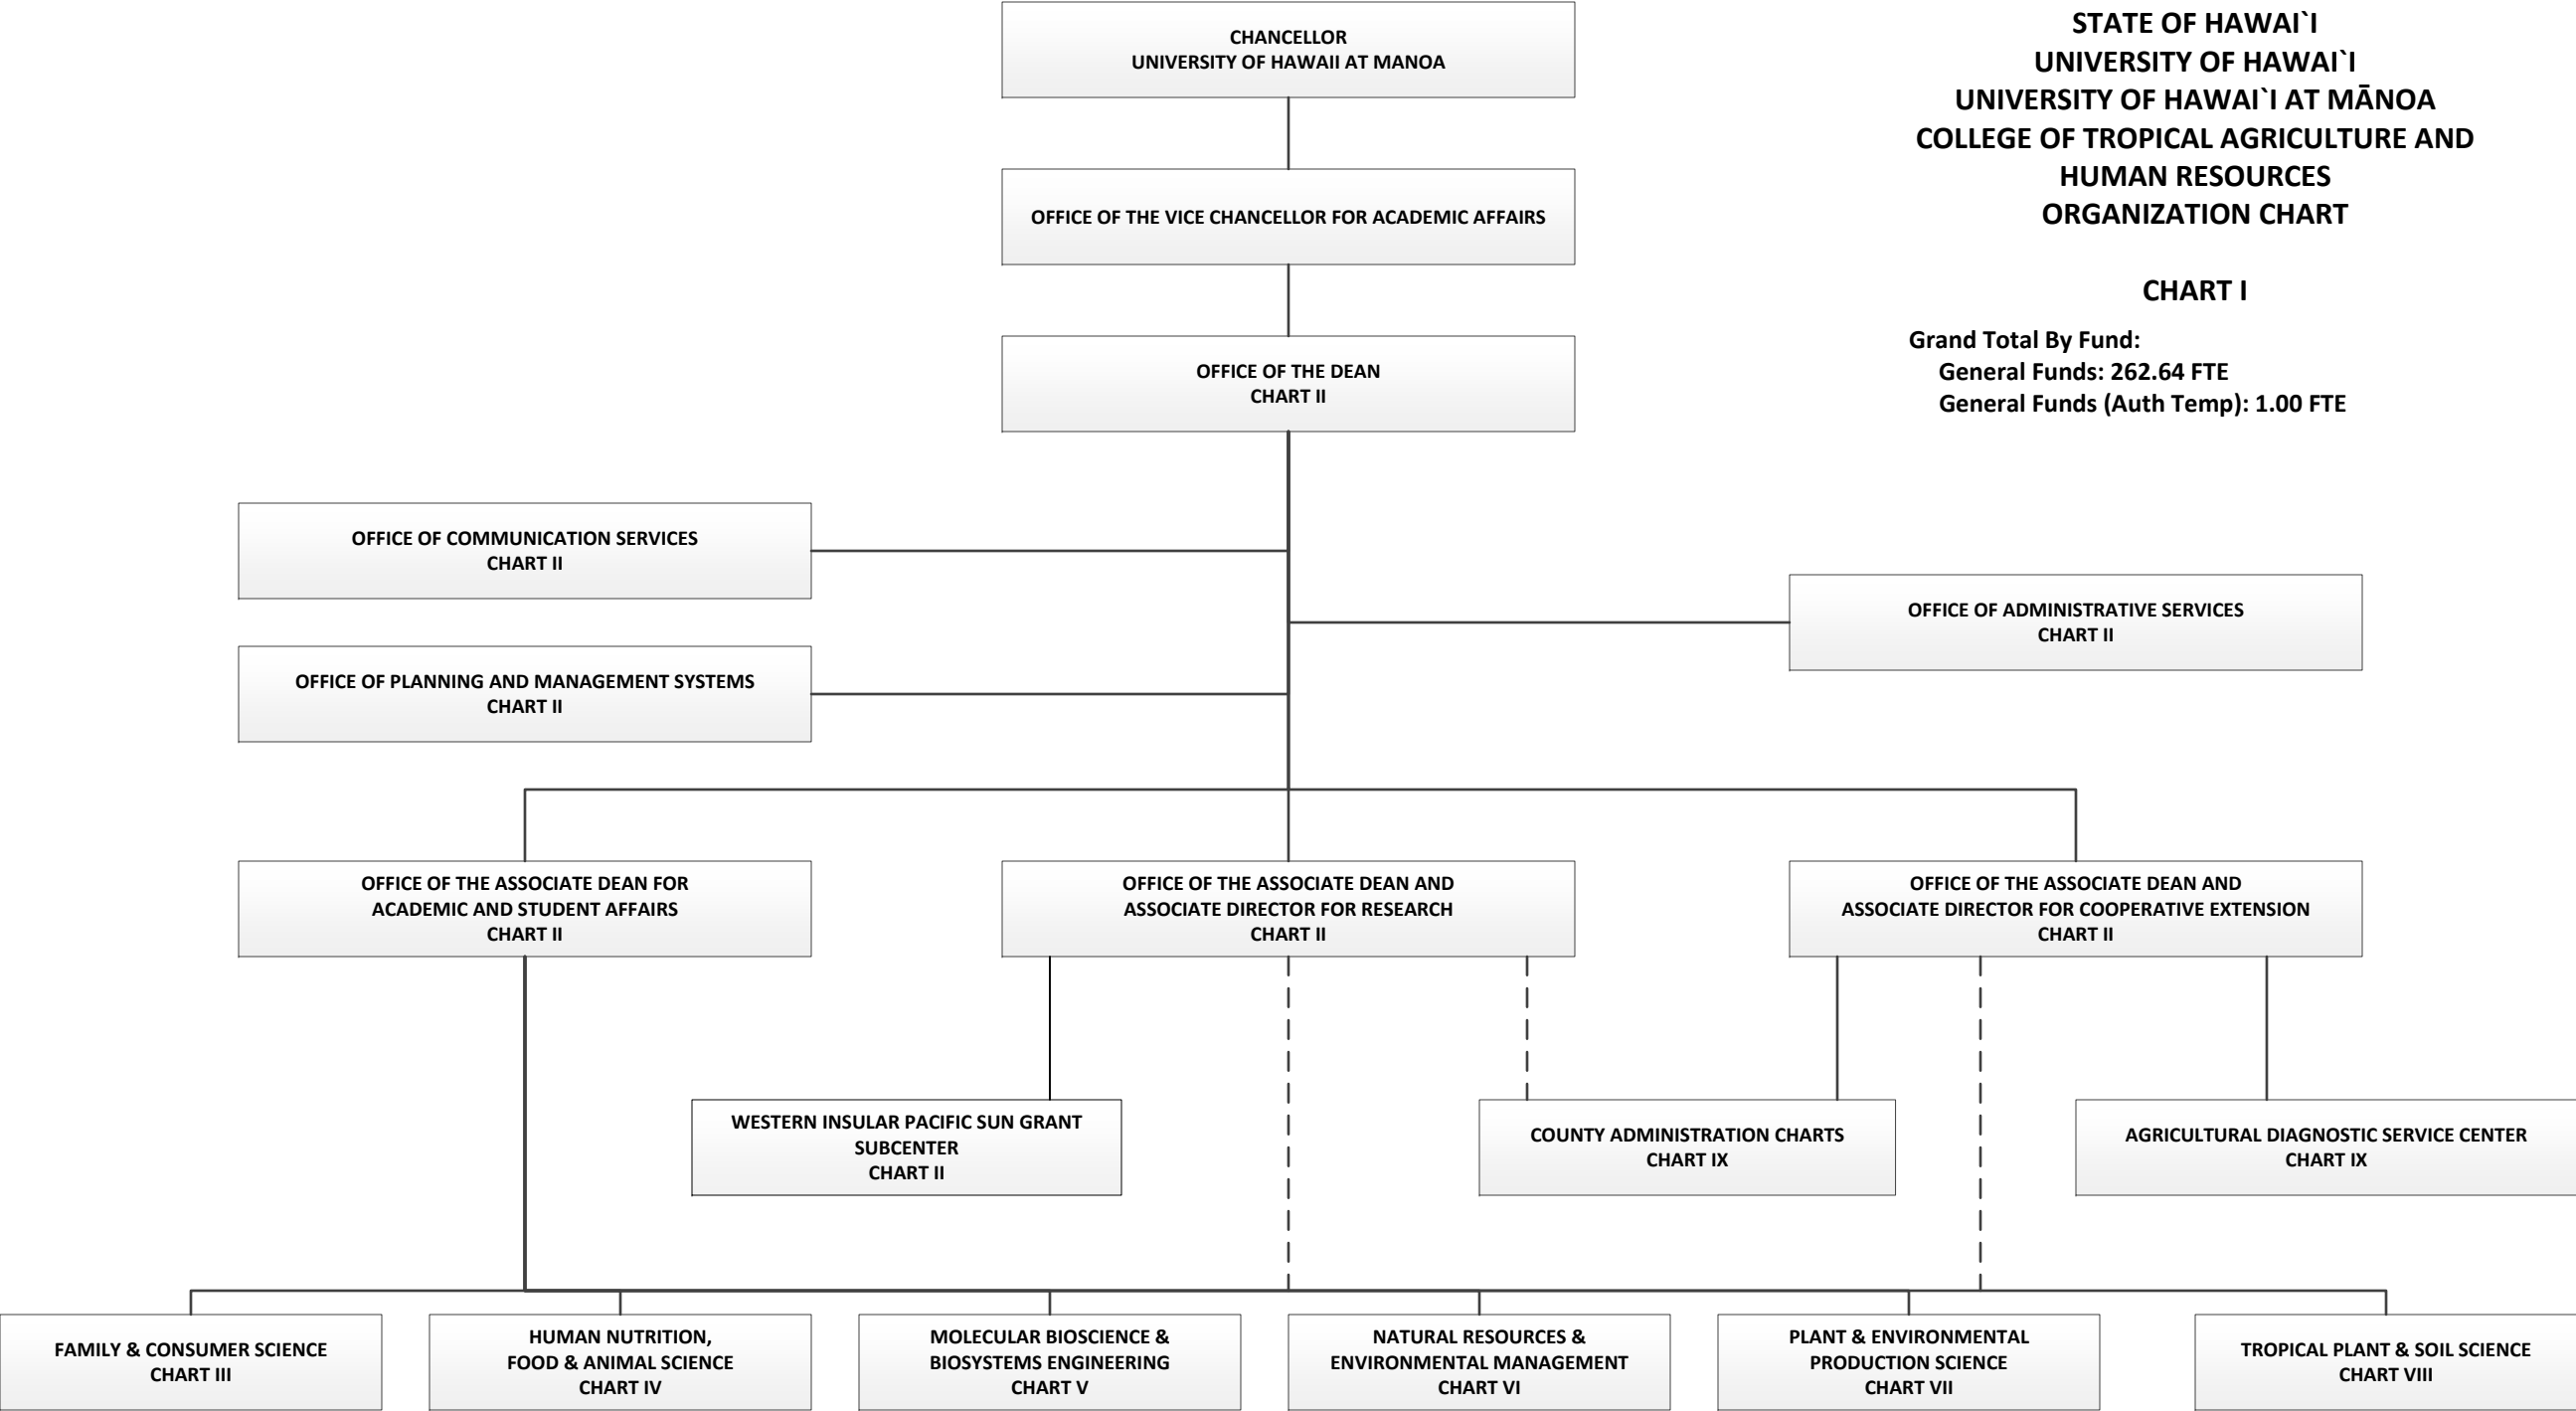 CHANCELLOR
UNIVERSITY OF HAWAII AT MANOA
STATE OF HAWAI`I
UNIVERSITY OF HAWAI`I
UNIVERSITY OF HAWAI`I AT MĀNOA
COLLEGE OF TROPICAL AGRICULTURE AND
HUMAN RESOURCES
ORGANIZATION CHART
CHART I
Grand Total By Fund:
General Funds: 262.64 FTE
General Funds (Auth Temp): 1.00 FTE
OFFICE OF THE VICE CHANCELLOR FOR ACADEMIC AFFAIRS
OFFICE OF THE DEAN
CHART II
OFFICE OF COMMUNICATION SERVICES
CHART II
OFFICE OF ADMINISTRATIVE SERVICES
CHART II
OFFICE OF PLANNING AND MANAGEMENT SYSTEMS
CHART II
OFFICE OF THE ASSOCIATE DEAN FOR
ACADEMIC AND STUDENT AFFAIRS
CHART II
OFFICE OF THE ASSOCIATE DEAN AND
ASSOCIATE DIRECTOR FOR RESEARCH
CHART II
OFFICE OF THE ASSOCIATE DEAN AND
ASSOCIATE DIRECTOR FOR COOPERATIVE EXTENSION
CHART II
WESTERN INSULAR PACIFIC SUN GRANT
SUBCENTER
CHART II
COUNTY ADMINISTRATION CHARTS
CHART IX
AGRICULTURAL DIAGNOSTIC SERVICE CENTER
CHART IX
FAMILY & CONSUMER SCIENCE
CHART III
HUMAN NUTRITION,
FOOD & ANIMAL SCIENCE
CHART IV
MOLECULAR BIOSCIENCE &
BIOSYSTEMS ENGINEERING
CHART V
NATURAL RESOURCES &
ENVIRONMENTAL MANAGEMENT
CHART VI
PLANT & ENVIRONMENTAL
PRODUCTION SCIENCE
CHART VII
TROPICAL PLANT & SOIL SCIENCE
CHART VIII